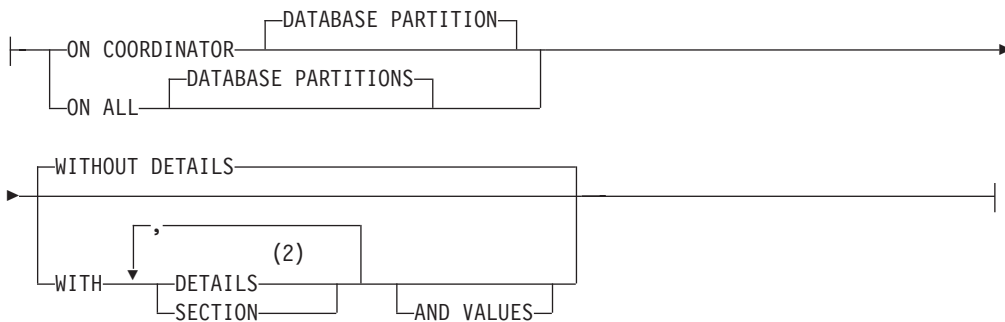 DATABASE PARTITION
ON COORDINATOR
DATABASE PARTITIONS
ON ALL
WITHOUT DETAILS
,
(2)
WITH DETAILS
SECTION AND VALUES